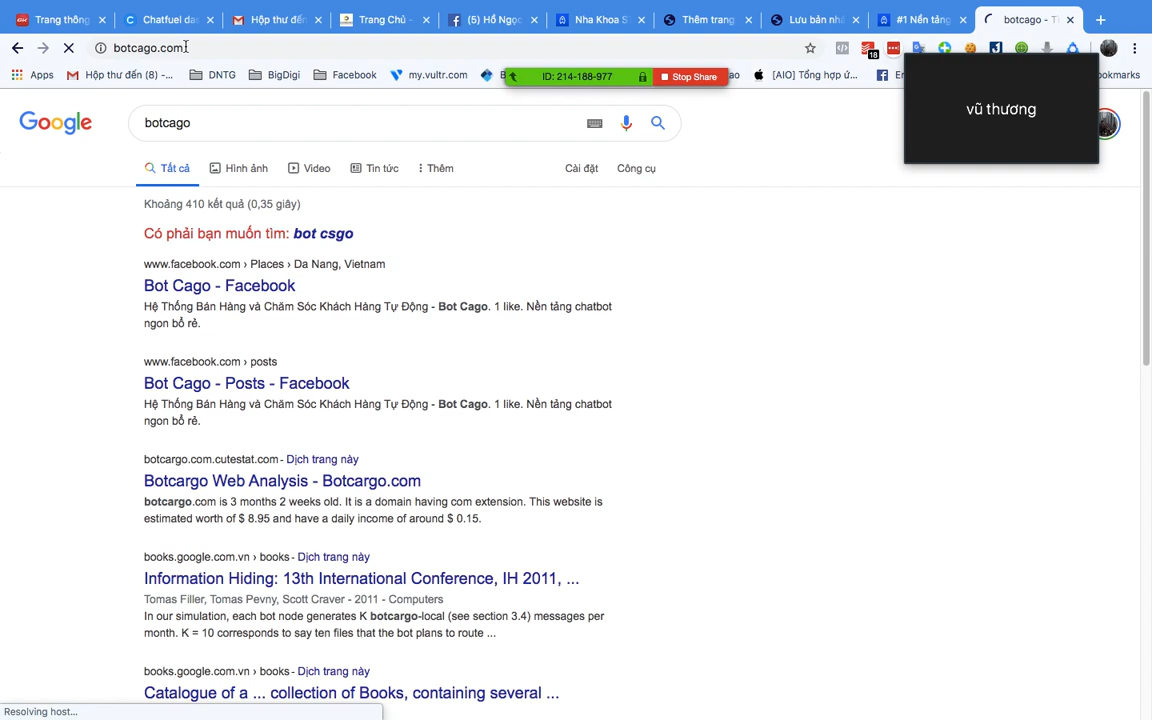 Trang thông
Chatfuel das
Hộp thư đến
Trang Chủ -
(5) Hồ Ngọc
Nha Khoa S
Thêm trang
Lưu bản nhá
#1 Nền tảng
botcago - T
botcago.com
18
Apps
Hộp thư đến (8) -...
DNTG
BigDigi
Facebook
my.vultr.com
ID: 214-188-977
Stop Share
[AIO] Tổng hợp ứ...
vũ thương
Google
botcago
Tất cả
Hình ảnh
Video
Tin tức
Thêm
Cài đặt
Công cụ
Khoảng 410 kết quả (0,35 giây)
Có phải bạn muốn tìm: bot csgo
www.facebook.com › Places › Da Nang, Vietnam
Bot Cago - Facebook
Hệ Thống Bán Hàng và Chăm Sóc Khách Hàng Tự Động - Bot Cago. 1 like. Nền tảng chatbot
ngon bổ rẻ.
www.facebook.com › posts
Bot Cago - Posts - Facebook
Hệ Thống Bán Hàng và Chăm Sóc Khách Hàng Tự Động - Bot Cago. 1 like. Nền tảng chatbot
ngon bổ rẻ.
botcargo.com.cutestat.com - Dịch trang này
Botcargo Web Analysis - Botcargo.com
botcargo.com is 3 months 2 weeks old. It is a domain having com extension. This website is
estimated worth of $ 8.95 and have a daily income of around $ 0.15.
books.google.com.vn › books - Dịch trang này
Information Hiding: 13th International Conference, IH 2011, ...
Tomas Filler, Tomas Pevny, Scott Craver - 2011 - Computers
In our simulation, each bot node generates K botcargo-local (see section 3.4) messages per
month. K = 10 corresponds to say ten files that the bot plans to route ...
books.google.com.vn › books - Dịch trang này
Catalogue of a ... collection of Books, containing several ...
Resolving host...